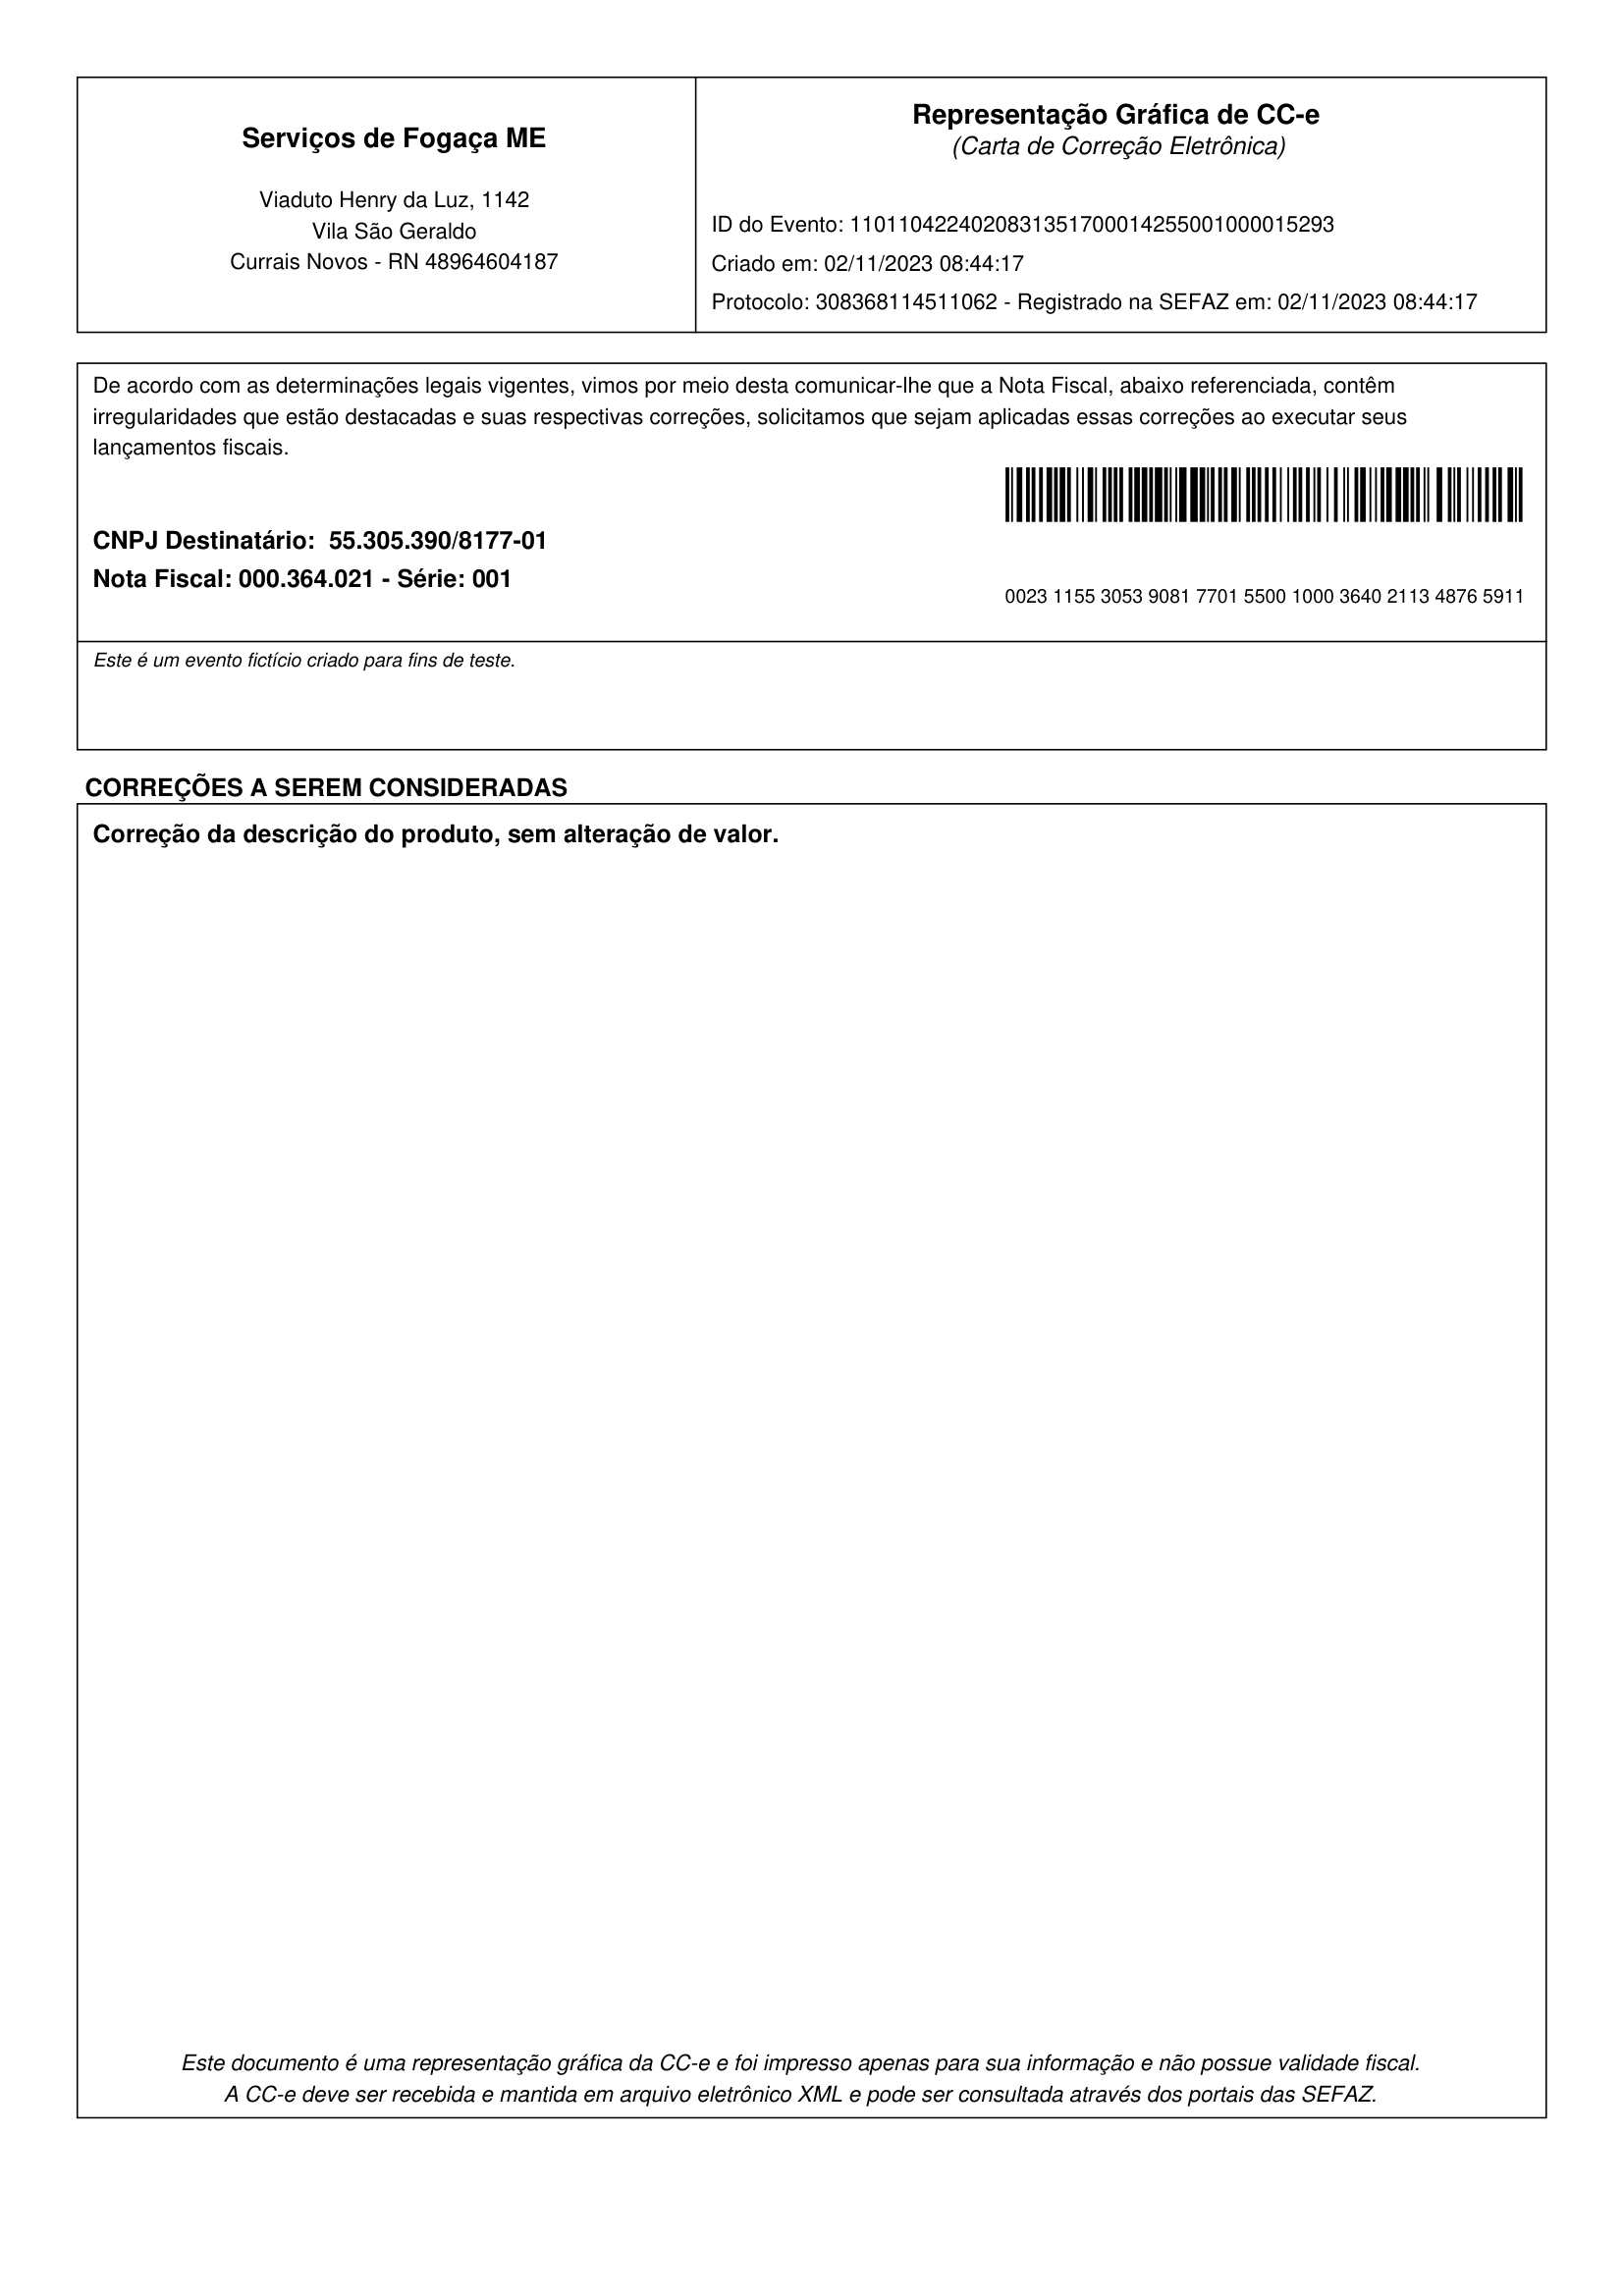 Serviços de Fogaça ME
Viaduto Henry da Luz, 1142
Vila São Geraldo
Currais Novos - RN 48964604187
Representação Gráfica de CC-e
(Carta de Correção Eletrônica)
ID do Evento: 1101104224020831351700014255001000015293
Criado em: 02/11/2023 08:44:17
Protocolo: 308368114511062 - Registrado na SEFAZ em: 02/11/2023 08:44:17
De acordo com as determinações legais vigentes, vimos por meio desta comunicar-lhe que a Nota Fiscal, abaixo referenciada, contêm
irregularidades que estão destacadas e suas respectivas correções, solicitamos que sejam aplicadas essas correções ao executar seus
lançamentos fiscais.
CNPJ Destinatário:  55.305.390/8177-01
Nota Fiscal: 000.364.021 - Série: 001
0023 1155 3053 9081 7701 5500 1000 3640 2113 4876 5911
Este é um evento fictício criado para fins de teste.
CORREÇÕES A SEREM CONSIDERADAS
Correção da descrição do produto, sem alteração de valor.
Este documento é uma representação gráfica da CC-e e foi impresso apenas para sua informação e não possue validade fiscal.
A CC-e deve ser recebida e mantida em arquivo eletrônico XML e pode ser consultada através dos portais das SEFAZ.